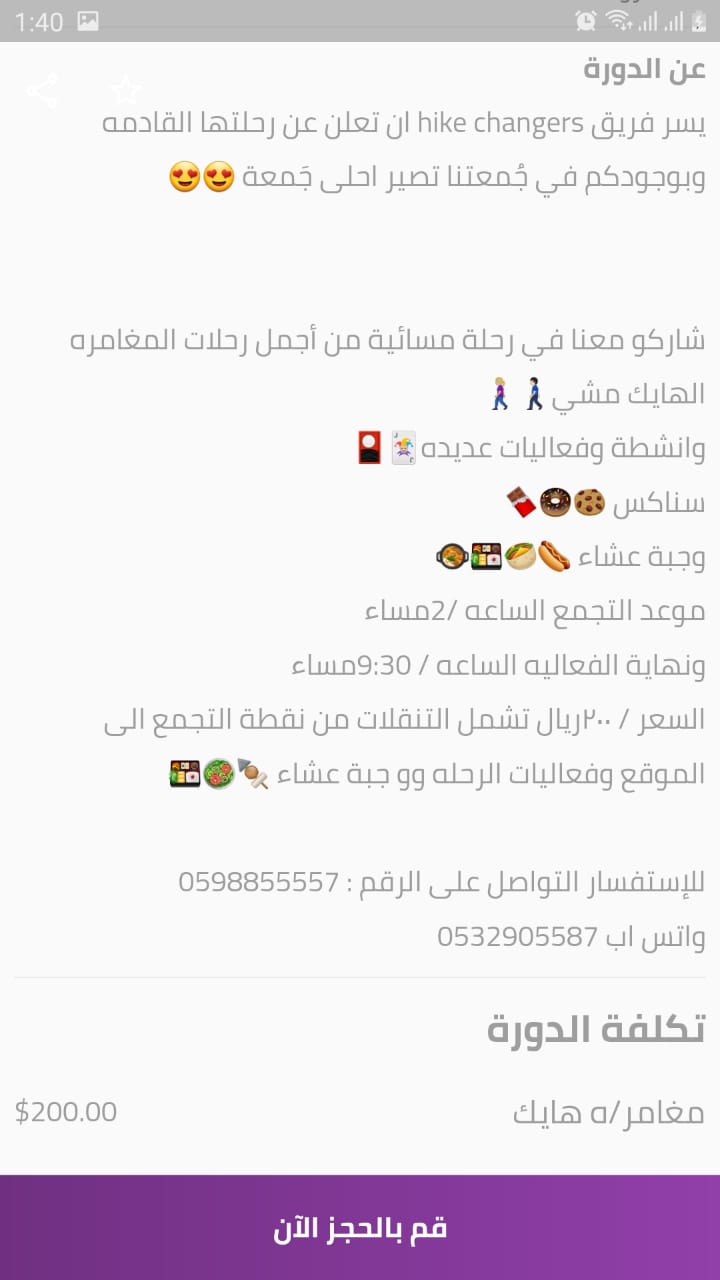 1:40
عن الدورة
يسر فريق hike changers ان تعلن عن رحلتها القادمه
وبوجودكم في جُمعتنا تصير احلى جَمعة 😍😍
شاركو معنا في رحلة مسائية من أجمل رحلات المغامره
الهايك مشي 🚶🏻‍♂️🚶🏼‍♀️
وانشطة وفعاليات عديده🃏🎴
سناكس 🍪🍩🍫
وجبة عشاء 🌭🥙🍱🥘
موعد التجمع الساعه /2مساء
ونهاية الفعاليه الساعه / 9:30مساء
السعر / ٢٠٠ريال تشمل التنقلات من نقطة التجمع الى
الموقع وفعاليات الرحله وو جبة عشاء 🍢🥗🍱
للإستفسار التواصل على الرقم : 0598855557
واتس اب 0532905587
تكلفة الدورة
مغامر/ه هايك $200.00
قم بالحجز الآن